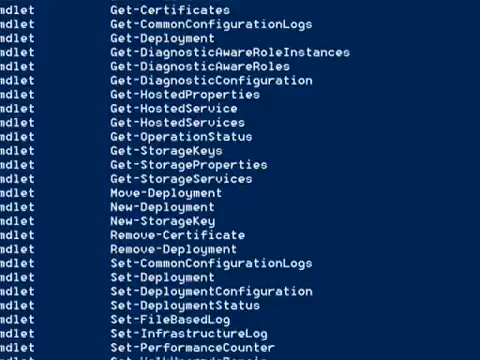 mdlet Get-Certificates
mdlet Get-CommonConfigurationLogs
mdlet Get-Deployment
mdlet Get-DiagnosticAwareRoleInstances
mdlet Get-DiagnosticAwareRoles
mdlet Get-DiagnosticConfiguration
mdlet Get-HostedProperties
mdlet Get-HostedService
mdlet Get-HostedServices
mdlet Get-OperationStatus
mdlet Get-StorageKeys
mdlet Get-StorageProperties
mdlet Get-StorageServices
mdlet Move-Deployment
mdlet New-Deployment
mdlet New-StorageKey
mdlet Remove-Certificate
mdlet Remove-Deployment
mdlet Set-CommonConfigurationLogs
mdlet Set-Deployment
mdlet Set-DeploymentConfiguration
mdlet Set-DeploymentStatus
mdlet Set-FileBasedLog
mdlet Set-InfrastructureLog
mdlet Set-PerformanceCounter